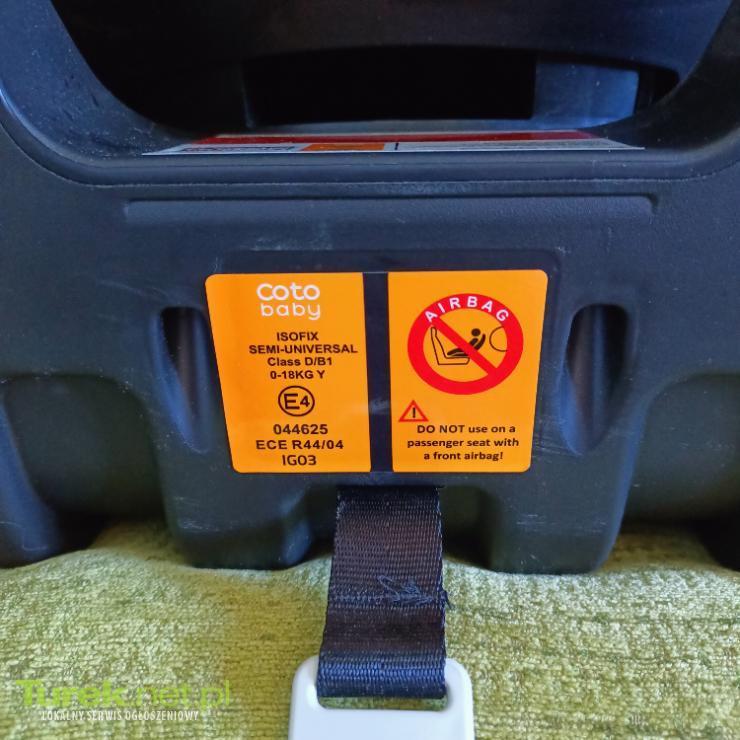 coto
baby
ISOFIX
SEMI-UNIVERSAL
Class D/B1
0-18KG Y
E4
044625
ECE R44/04
IG03
AIRBAG
DO NOT use on a
passenger seat with
a front airbag!
Turek.net.pl
LOKALNY SERWIS OGŁOSZENIOWY